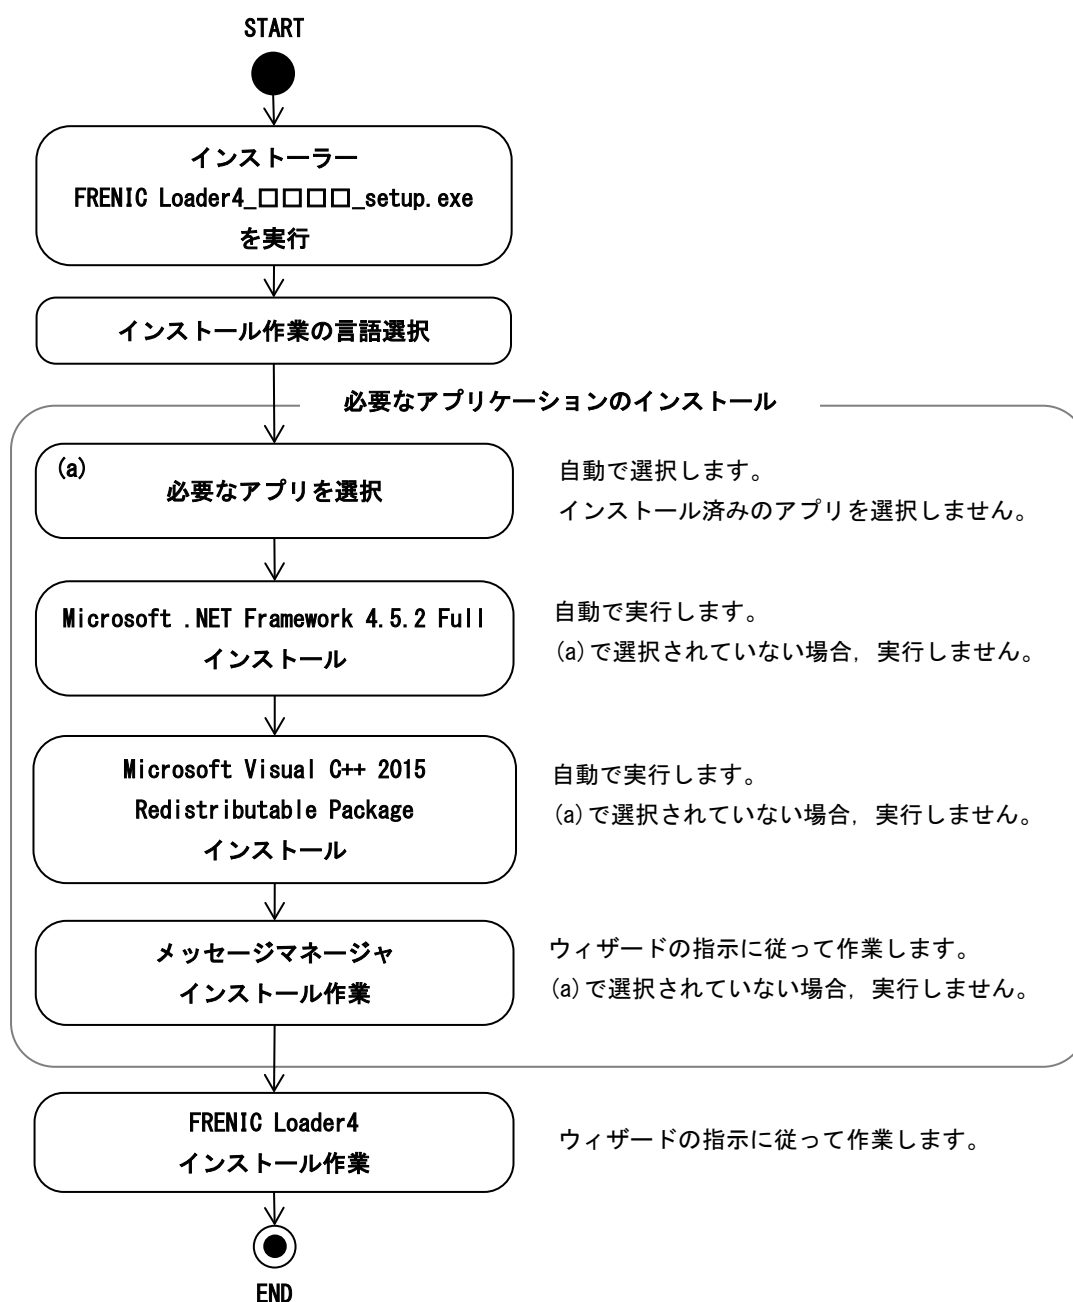 START
インストーラー
FRENIC Loader4_□□□□_setup.exe
を実行
インストール作業の言語選択
必要なアプリケーションのインストール
(a)
必要なアプリを選択
自動で選択します。
インストール済みのアプリを選択しません。
Microsoft .NET Framework 4.5.2 Full
インストール
自動で実行します。
(a)で選択されていない場合, 実行しません。
Microsoft Visual C++ 2015
Redistributable Package
インストール
自動で実行します。
(a)で選択されていない場合, 実行しません。
メッセージマネージャ
インストール作業
ウィザードの指示に従って作業します。
(a)で選択されていない場合, 実行しません。
FRENIC Loader4
インストール作業
ウィザードの指示に従って作業します。
END